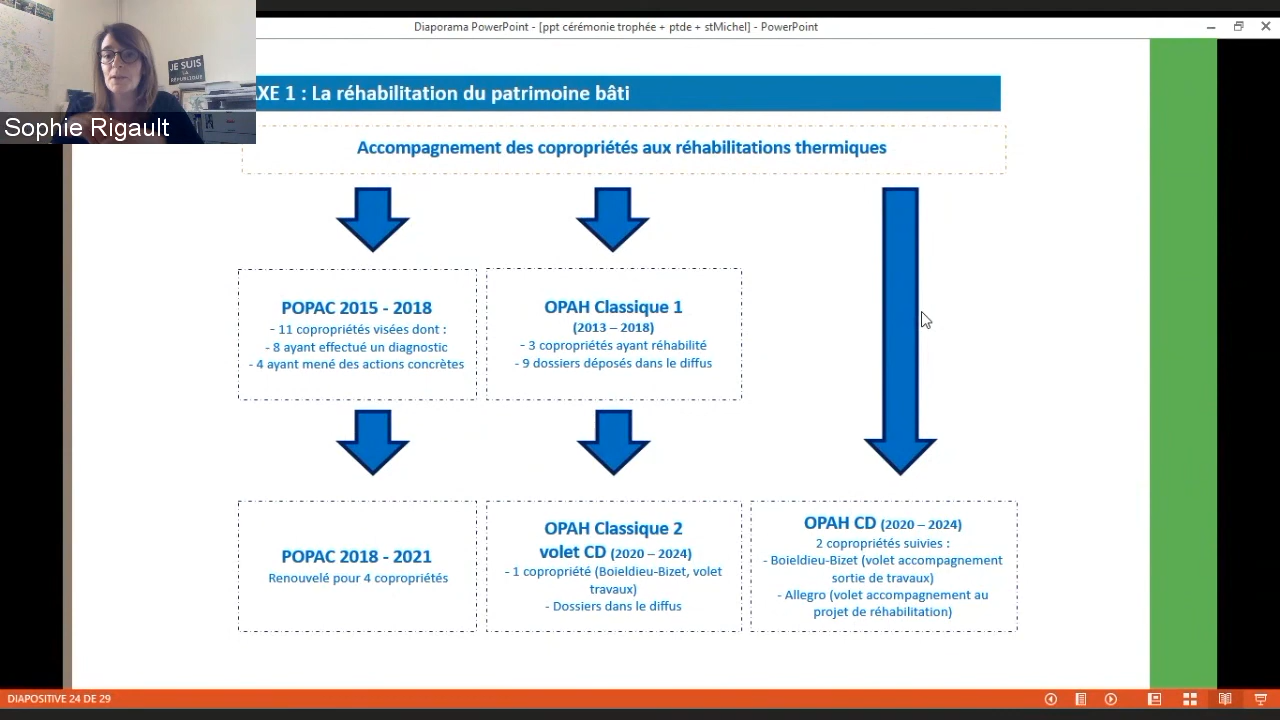 Diaporama PowerPoint - [ppt cérémonie trophée + ptde + stMichel] - PowerPoint
JE SUIS
LA
RÉPUBLIQUE
Sophie Rigault
XE 1 : La réhabilitation du patrimoine bâti
Accompagnement des copropriétés aux réhabilitations thermiques
POPAC 2015 - 2018
- 11 copropriétés visées dont :
- 8 ayant effectué un diagnostic
- 4 ayant mené des actions concrètes
OPAH Classique 1
(2013 – 2018)
- 3 copropriétés ayant réhabilité
- 9 dossiers déposés dans le diffus
POPAC 2018 - 2021
Renouvelé pour 4 copropriétés
OPAH Classique 2
volet CD (2020 – 2024)
- 1 copropriété (Boieldieu-Bizet, volet
travaux)
- Dossiers dans le diffus
OPAH CD (2020 – 2024)
2 copropriétés suivies :
- Boieldieu-Bizet (volet accompagnement
sortie de travaux)
- Allegro (volet accompagnement au
projet de réhabilitation)
DIAPOSITIVE 24 DE 29